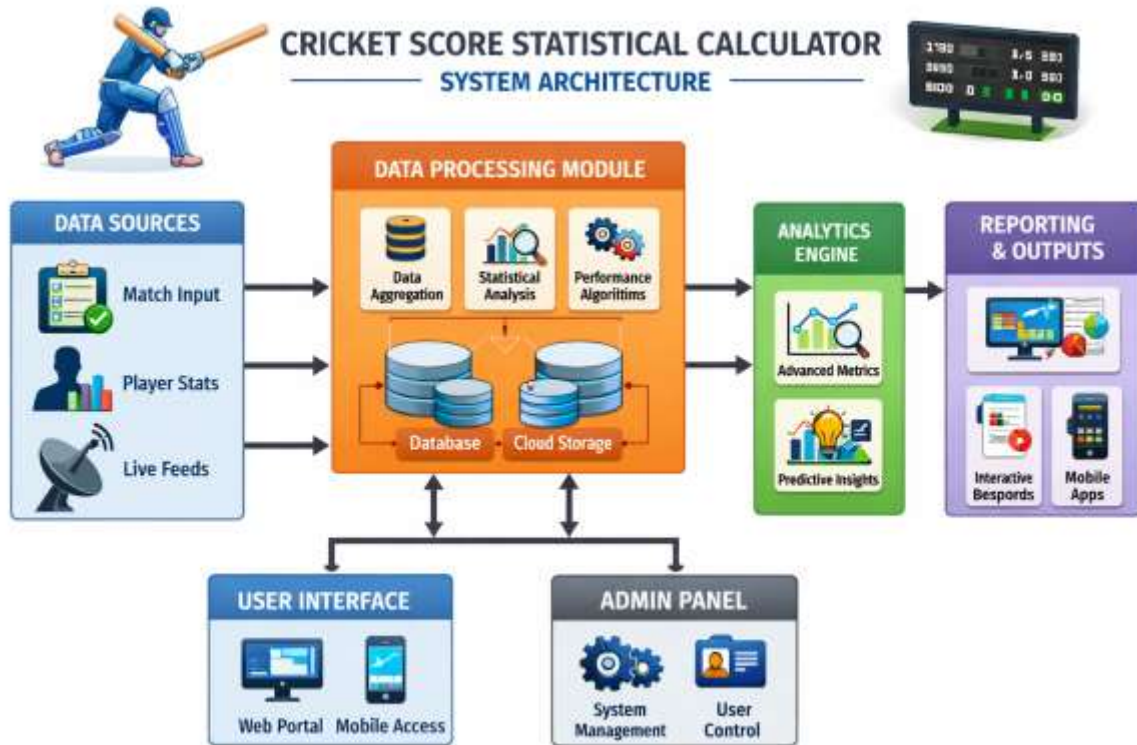 CRICKET SCORE STATISTICAL CALCULATOR
SYSTEM ARCHITECTURE
DATA SOURCES
Match Input
Player Stats
Live Feeds
DATA PROCESSING MODULE
Data
Aggregation
Statistical
Analysis
Performance
Algoriitims
Database
Cloud Storage
ANALYTICS
ENGINE
Advanced Metrics
Predictive Insights
REPORTING
& OUTPUTS
Interactive
Bespords
Mobile
Apps
USER INTERFACE
Web Portal
Mobile Access
ADMIN PANEL
System
Management
User
Control